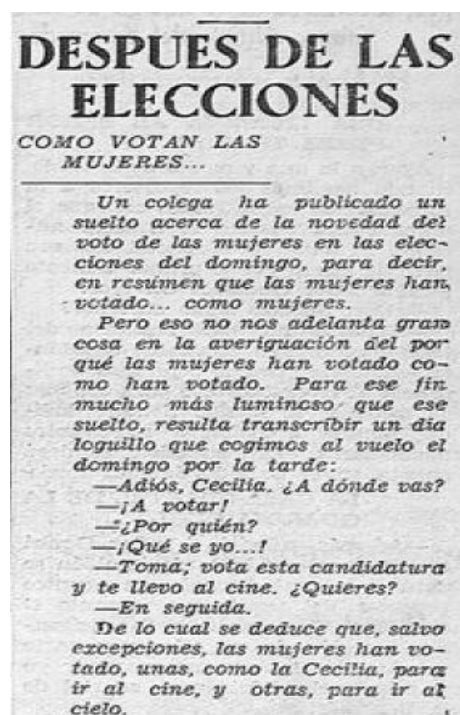 DESPUES DE LAS
ELECCIONES
COMO VOTAN LAS
MUJERES...
Un colega ha publicado un
suelto acerca de la novedad del
voto de las mujeres en las elec-
ciones del domingo, para decir,
en resúmen que las mujeres han
votado... como mujeres.
Pero eso no nos adelanta gram
cosa en la averiguación del por
qué las mujeres han votado co-
mo han votado. Para ese fin
mucho más luminoso que ese
suelto, resulta transcribir un dia
loguillo que cogimos al vuelo el
domingo por la tarde:
—Adiós, Cecilia. ¿A dónde vas?
—¡A votar!
—¿Por quién?
—¡Qué se yo...!
—Toma; vota esta candidatura
y te llevo al cine. ¿Quieres?
—En seguida.
De lo cual se deduce que, salvo
excepciones, las mujeres han vo-
tado, unas, como la Cecilia, para
ir al cine, y otras, para ir al
cielo.